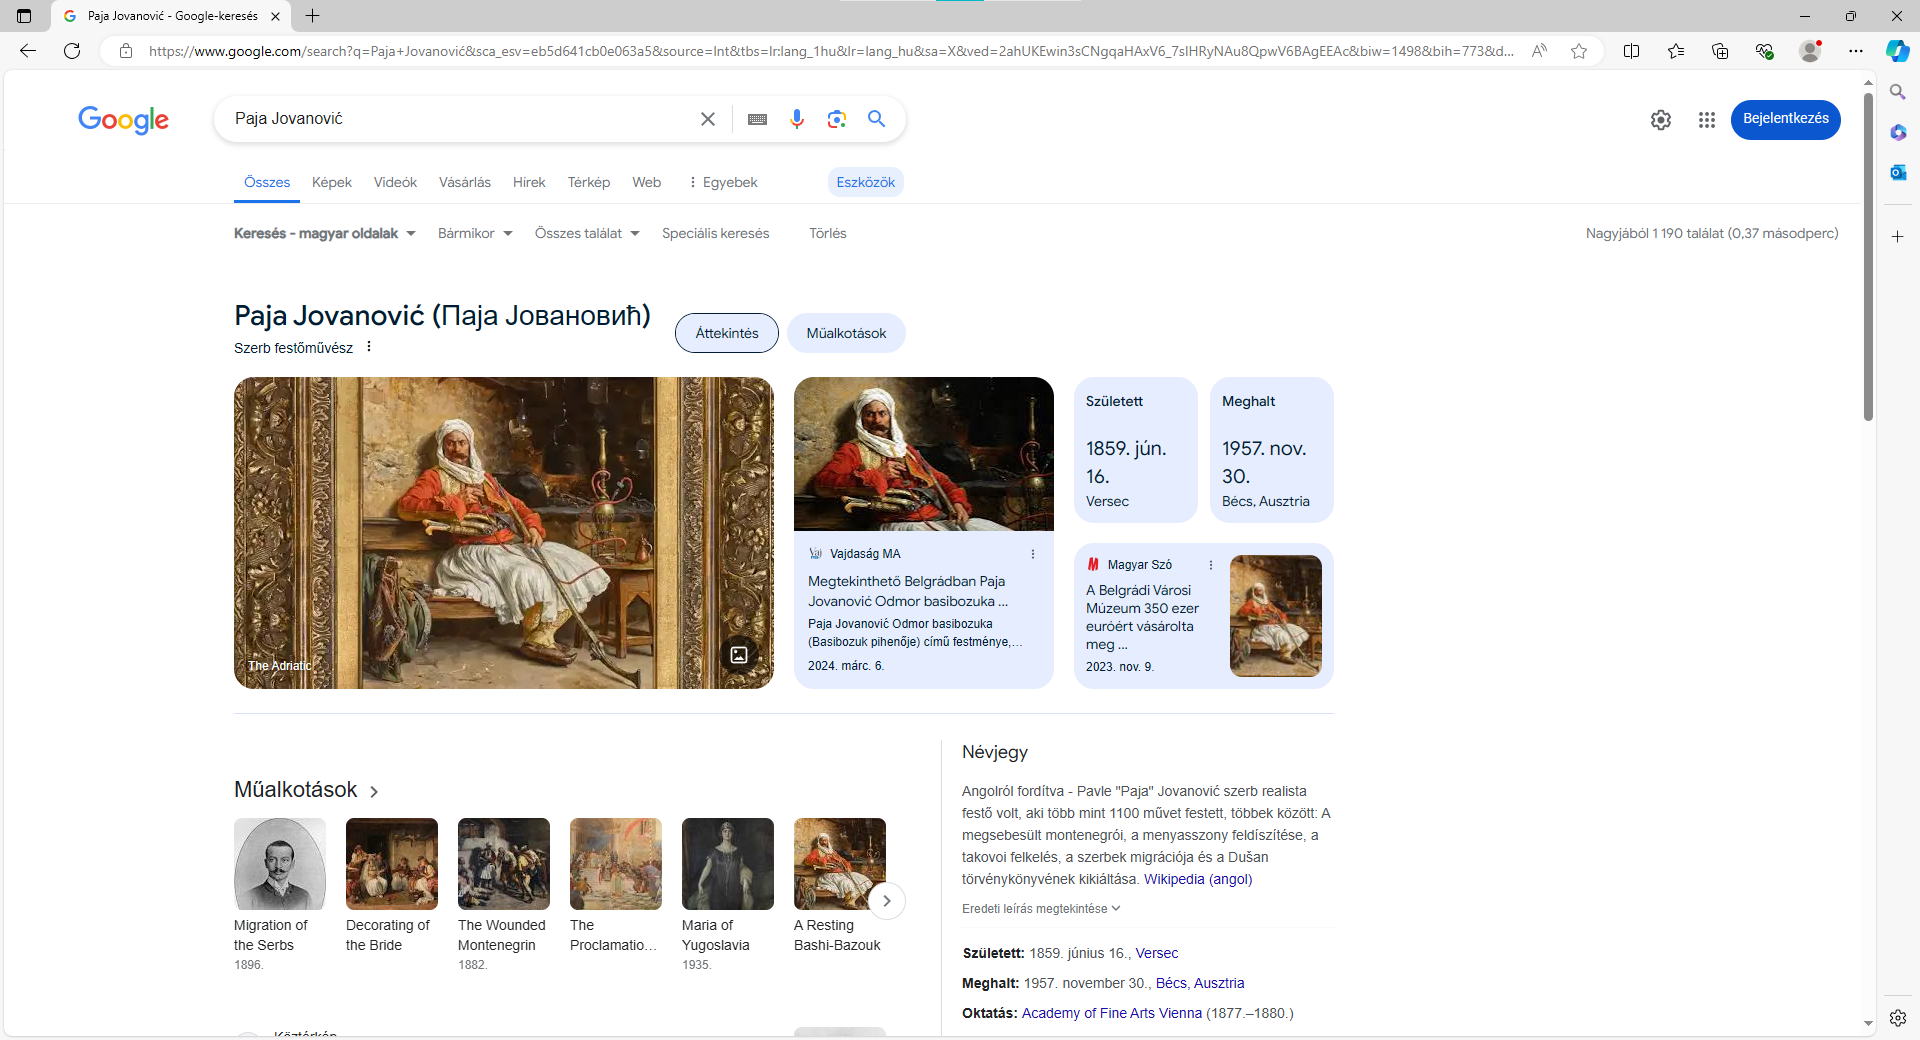 Paja Jovanović - Google-keresés
https://www.google.com/search?q=Paja+Jovanović&sca_esv=eb5d641cb0e063a5&source=lnt&tbs=lr:lang_1hu&lr=lang_hu&sa=X&ved=2ahUKEwin3sCNgqaHAxV6_7sIHRyNAu8QpwV6BAgEEAc&biw=1498&bih=773&d...
Google
Paja Jovanović
Bejelentkezés
Összes Képek Videók Vásárlás Hírek Térkép Web Egyebek Eszközök
Keresés – magyar oldalak Bármikor Összes találat Speciális keresés Törlés
Nagyjából 1 190 találat (0,37 másodperc)
Paja Jovanović (Паја Јовановић)
Szerb festőművész
Áttekintés Műalkotások
The Adriatic
Vajdaság MA
Megtekinthető Belgrádban Paja
Jovanović Odmor basibozuka ...
Paja Jovanović Odmor basibozuka
(Basibozuk pihenője) című festménye,...
2024. márc. 6.
Született
1859. jún.
16.
Versec
Meghalt
1957. nov.
30.
Bécs, Ausztria
Magyar Szó
A Belgrádi Városi
Múzeum 350 ezer
euróért vásárolta
meg ...
2023. nov. 9.
Műalkotások
Migration of
the Serbs
1896.
Decorating of
the Bride
The Wounded
Montenegrin
1882.
The
Proclamatio...
Maria of
Yugoslavia
1935.
A Resting
Bashi-Bazouk
Köztérkép
Névjegy
Angolról fordítva - Pavle "Paja" Jovanović szerb realista
festő volt, aki több mint 1100 művet festett, többek között: A
megsebesült montenegrói, a menyasszony feldíszítése, a
takovoi felkelés, a szerbek migrációja és a Dušan
törvénykönyvének kikiáltása. Wikipedia (angol)
Eredeti leírás megtekintése
Született: 1859. június 16., Versec
Meghalt: 1957. november 30., Bécs, Ausztria
Oktatás: Academy of Fine Arts Vienna (1877.–1880.)